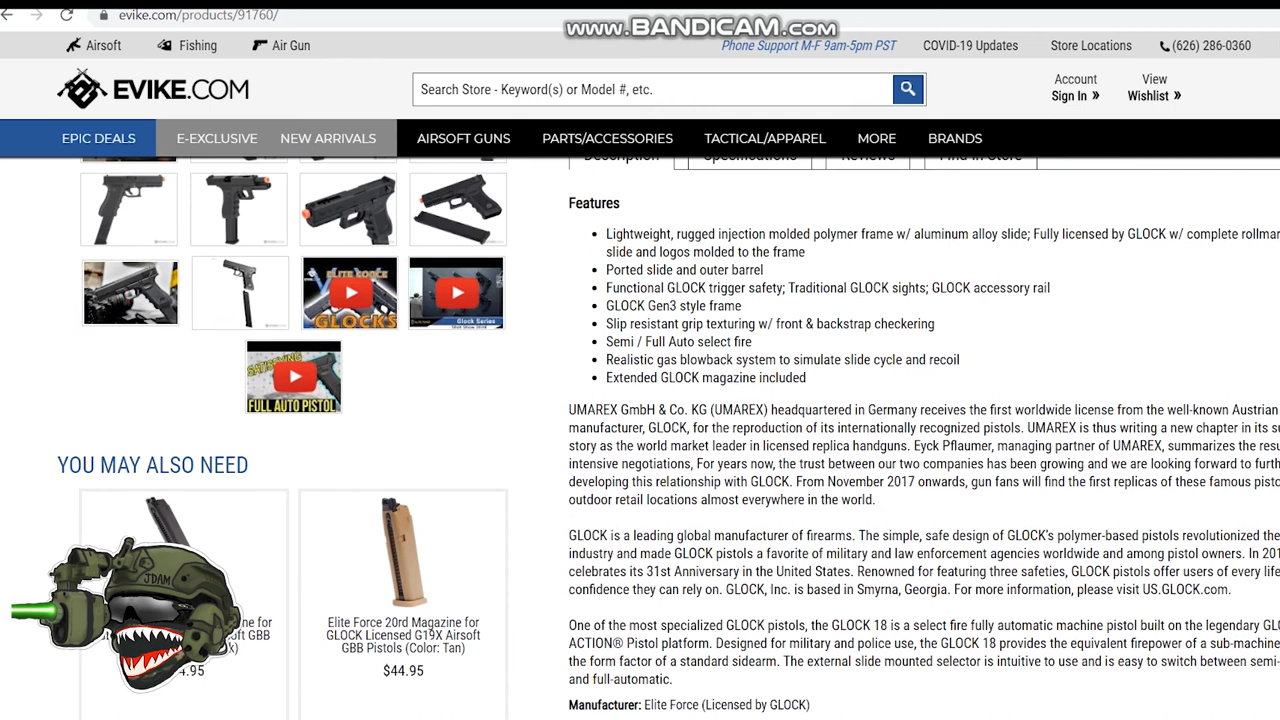 evike.com/products/91760/
www.BANDICAM.com
Airsoft
Fishing
Air Gun
Phone Support M-F 9am-5pm PST
COVID-19 Updates
Store Locations
(626) 286-0360
EVIKE.COM
Search Store - Keyword(s) or Model #, etc.
Account
Sign In »
View
Wishlist »
EPIC DEALS
E-EXCLUSIVE
NEW ARRIVALS
AIRSOFT GUNS
PARTS/ACCESSORIES
TACTICAL/APPAREL
MORE
BRANDS
Description
Specifications
Reviews
Find In Store
Features
Lightweight, rugged injection molded polymer frame w/ aluminum alloy slide; Fully licensed by GLOCK w/ complete rollmar
slide and logos molded to the frame
Ported slide and outer barrel
Functional GLOCK trigger safety; Traditional GLOCK sights; GLOCK accessory rail
GLOCK Gen3 style frame
Slip resistant grip texturing w/ front & backstrap checkering
Semi / Full Auto select fire
Realistic gas blowback system to simulate slide cycle and recoil
Extended GLOCK magazine included
ELITE FORCE
GLOCKS
Glock Series
SATISFYING
FULL AUTO PISTOL
UMAREX GmbH & Co. KG (UMAREX) headquartered in Germany receives the first worldwide license from the well-known Austrian
manufacturer, GLOCK, for the reproduction of its internationally recognized pistols. UMAREX is thus writing a new chapter in its su
story as the world market leader in licensed replica handguns. Eyck Pflaumer, managing partner of UMAREX, summarizes the resu
intensive negotiations, For years now, the trust between our two companies has been growing and we are looking forward to furth
developing this relationship with GLOCK. From November 2017 onwards, gun fans will find the first replicas of these famous pisto
outdoor retail locations almost everywhere in the world.
GLOCK is a leading global manufacturer of firearms. The simple, safe design of GLOCK's polymer-based pistols revolutionized the
industry and made GLOCK pistols a favorite of military and law enforcement agencies worldwide and among pistol owners. In 201
celebrates its 31st Anniversary in the United States. Renowned for featuring three safeties, GLOCK pistols offer users of every life
confidence they can rely on. GLOCK, Inc. is based in Smyrna, Georgia. For more information, please visit US.GLOCK.com.
One of the most specialized GLOCK pistols, the GLOCK 18 is a select fire fully automatic machine pistol built on the legendary GLO
ACTION® Pistol platform. Designed for military and police use, the GLOCK 18 provides the equivalent firepower of a sub-machine
the form factor of a standard sidearm. The external slide mounted selector is intuitive to use and is easy to switch between semi-
and full-automatic.
Manufacturer: Elite Force (Licensed by GLOCK)
YOU MAY ALSO NEED
JDAM
ne for
soft GBB
k)
4.95
Elite Force 20rd Magazine for
GLOCK Licensed G19X Airsoft
GBB Pistols (Color: Tan)
$44.95